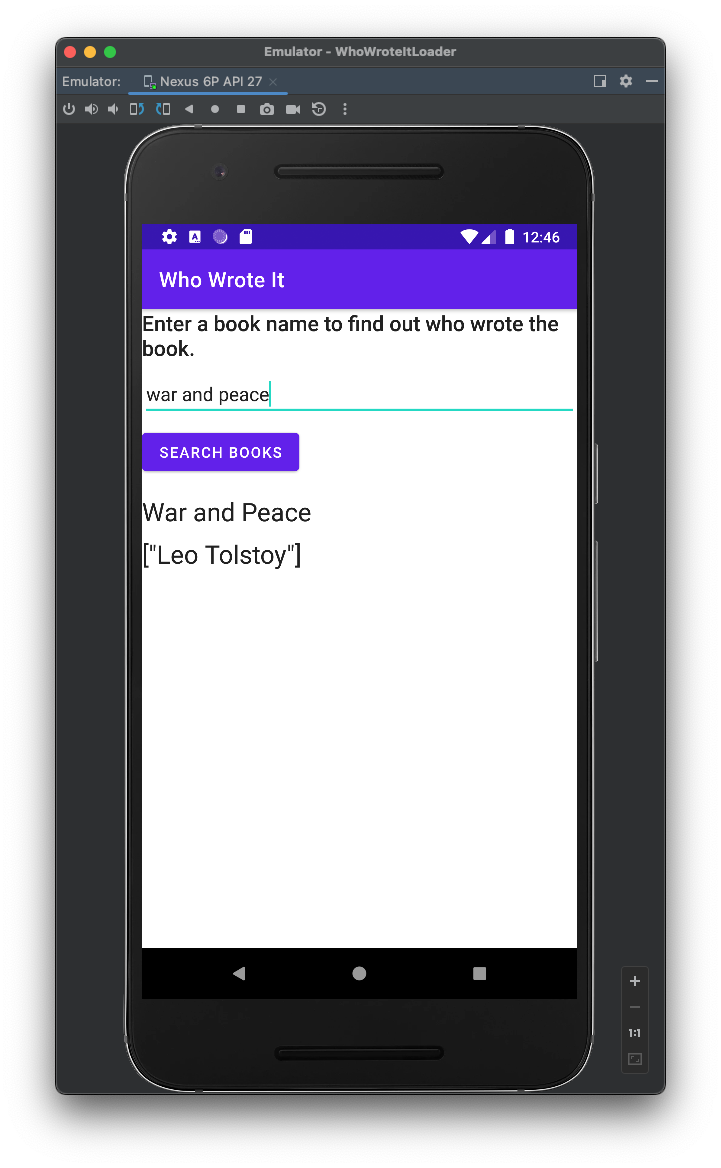 Emulator - WhoWroteItLoader
Emulator: Nexus 6P API 27
A 12:46
Who Wrote It
Enter a book name to find out who wrote the
book.
war and peace
SEARCH BOOKS
War and Peace
["Leo Tolstoy"]
1:1